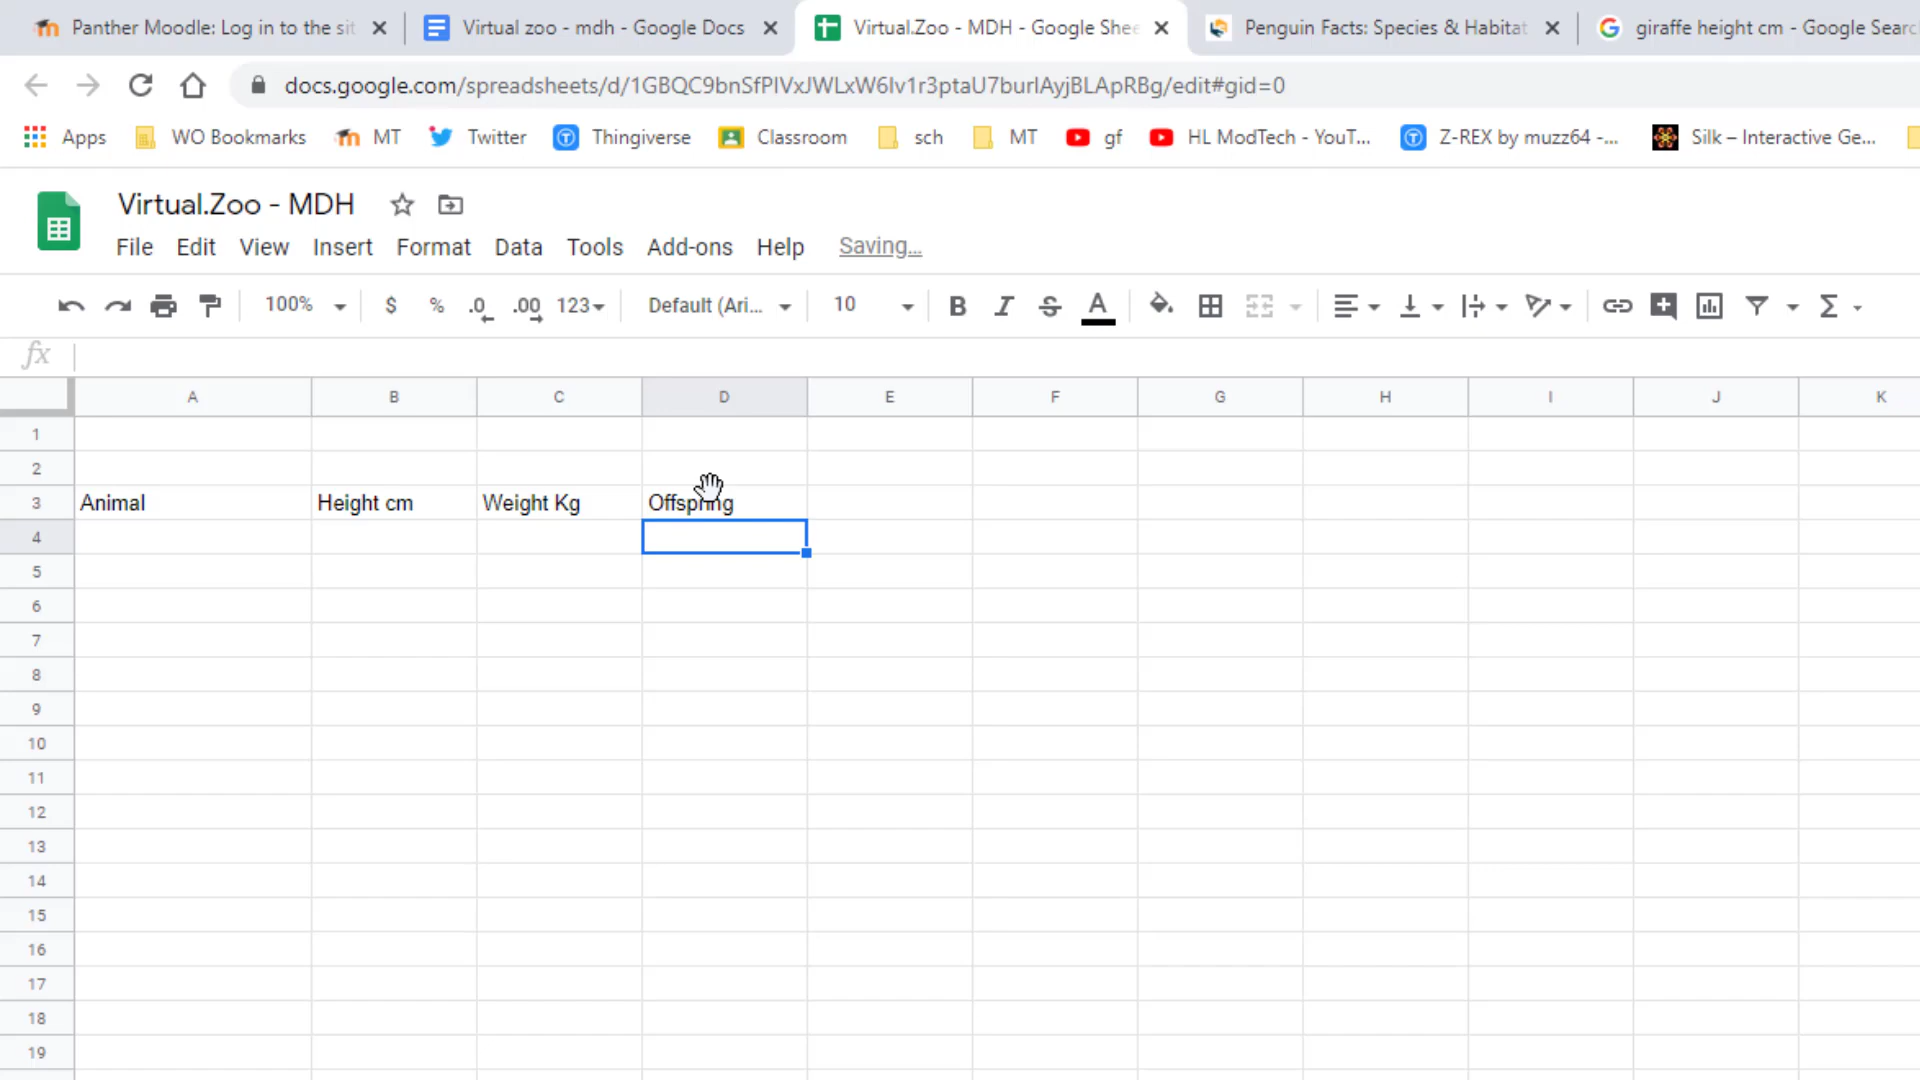 Panther Moodle: Log in to the sit
Virtual zoo - mdh - Google Docs
Virtual.Zoo - MDH - Google Shee
Penguin Facts: Species & Habitat
giraffe height cm - Google Searc
docs.google.com/spreadsheets/d/1GBQC9bnSfPIVxJWLxW6Iv1r3ptaU7burIAyjBLApRBg/edit#gid=0
Apps
WO Bookmarks
MT
Twitter
Thingiverse
Classroom
sch
MT
gf
HL ModTech - YouT...
Z-REX by muzz64 -...
Silk – Interactive Ge...
Virtual.Zoo - MDH
File Edit View Insert Format Data Tools Add-ons Help Saving...
100% $ % .0 .00 123 Default (Ari... 10 B I S A Σ
fx
A B C D E F G H I J K
1
2
3 Animal Height cm Weight Kg Offspring
4
5
6
7
8
9
10
11
12
13
14
15
16
17
18
19